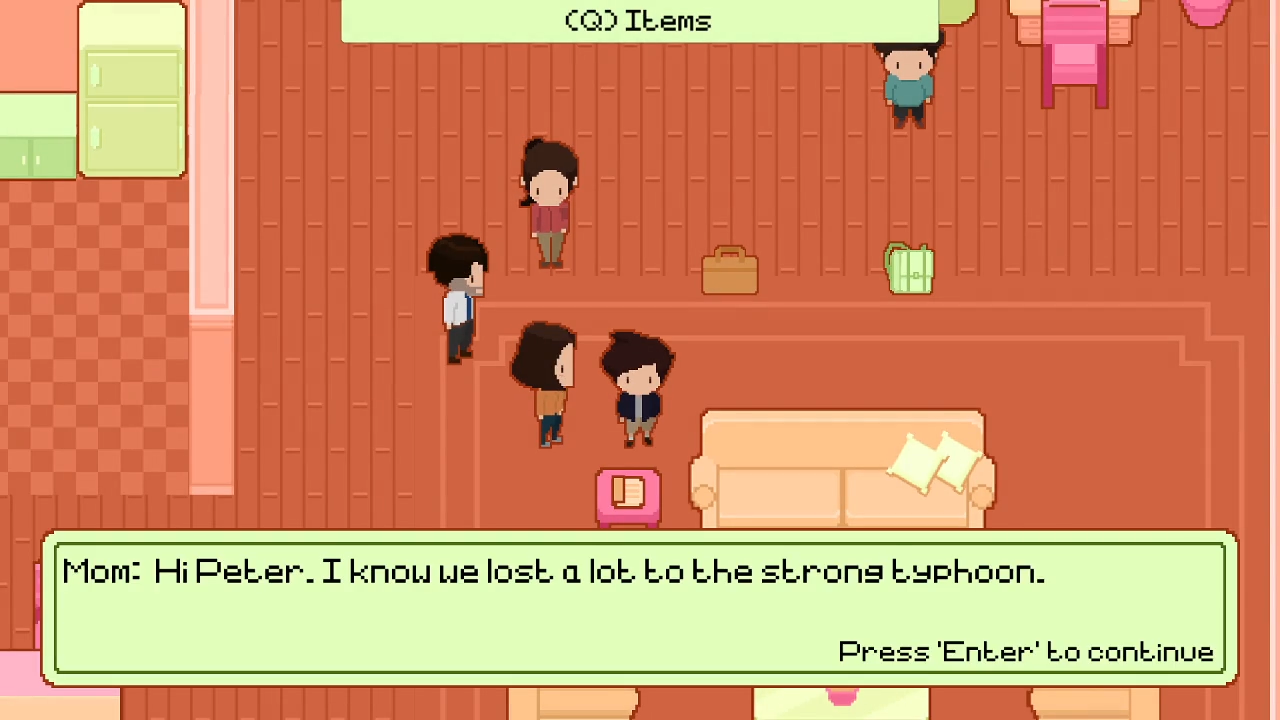 (Q) Items
Mom: Hi Peter. I know we lost a lot to the strong typhoon.
Press 'Enter' to continue